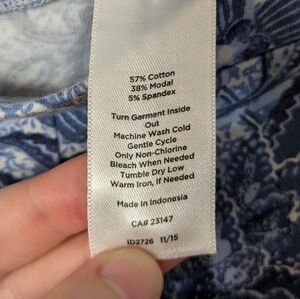 57% Cotton
38% Modal
5% Spandex
Turn Garment Inside
Out
Machine Wash Cold
Gentle Cycle
Only Non-Chlorine
Bleach When Needed
Tumble Dry Low
Warm Iron, If Needed
Made in Indonesia
CA# 23147
ID2726 11/15